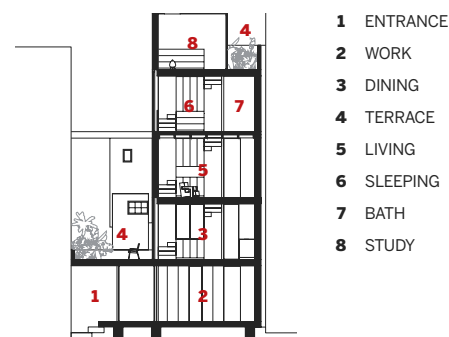 8
4
6
7
5
4
3
1
2
1 ENTRANCE
2 WORK
3 DINING
4 TERRACE
5 LIVING
6 SLEEPING
7 BATH
8 STUDY